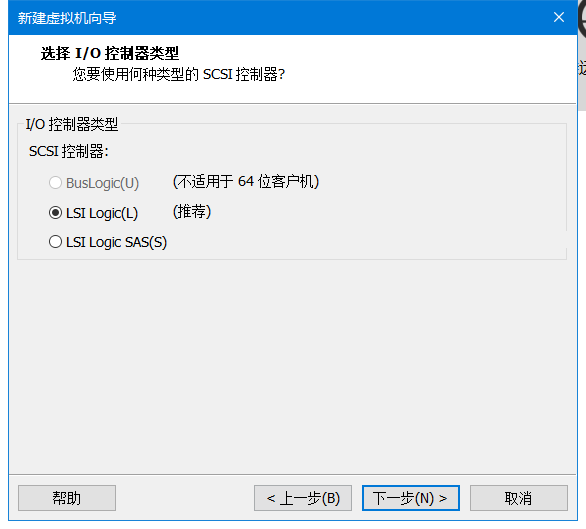 新建虚拟机向导
选择 I/O 控制器类型
您要使用何种类型的 SCSI 控制器?
I/O 控制器类型
SCSI 控制器:
BusLogic(U) (不适用于 64 位客户机)
LSI Logic(L) (推荐)
LSI Logic SAS(S)
帮助 < 上一步(B) 下一步(N) > 取消